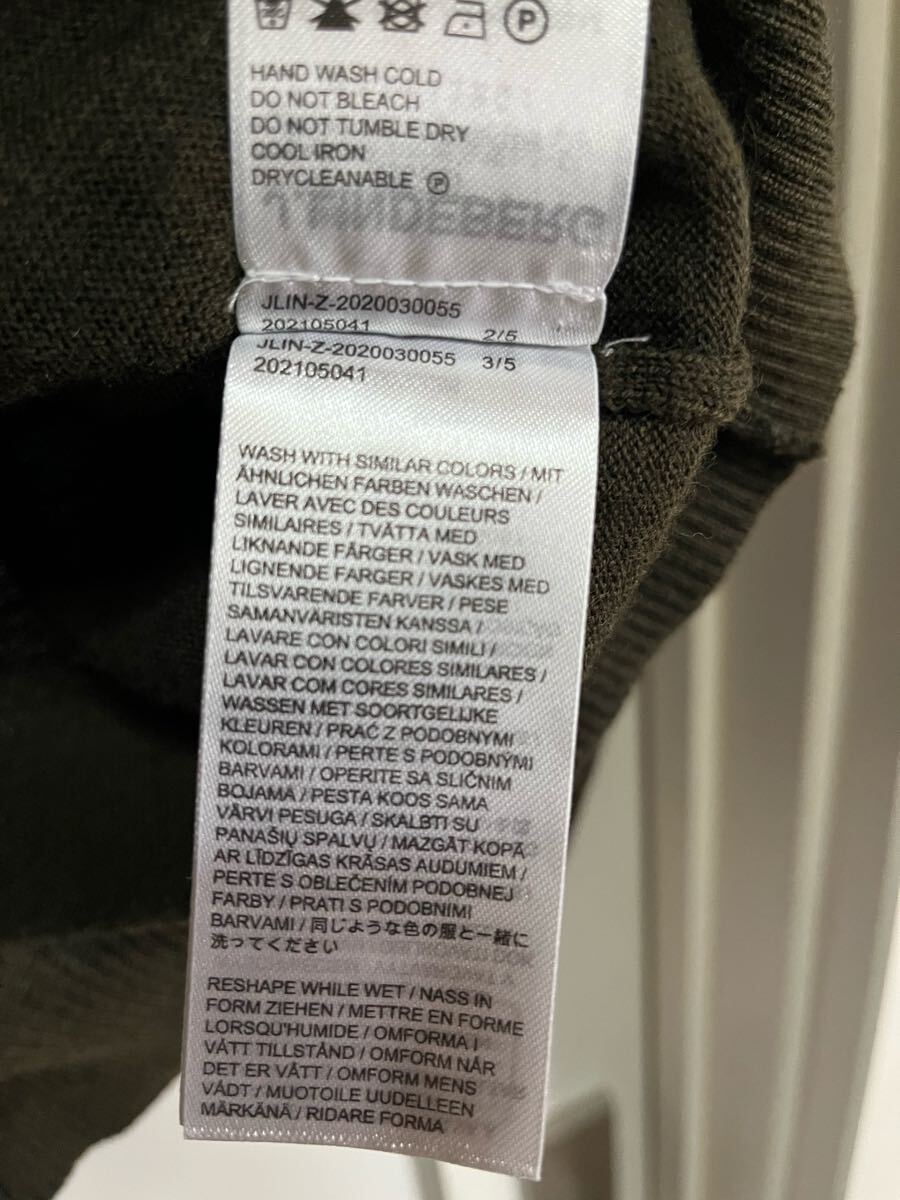 HAND WASH COLD
DO NOT BLEACH
DO NOT TUMBLE DRY
COOL IRON
DRYCLEANABLE Ⓟ
J.LINDEBERG
JLIN-Z-2020030055
202105041 2/5
JLIN-Z-2020030055 3/5
202105041
WASH WITH SIMILAR COLORS / MIT
ÄHNLICHEN FARBEN WASCHEN /
LAVER AVEC DES COULEURS
SIMILAIRES / TVÄTTA MED
LIKNANDE FÄRGER / VASK MED
LIGNENDE FARGER / VASKES MED
TILSVARENDE FARVER / PESE
SAMANVÄRISTEN KANSSA /
LAVARE CON COLORI SIMILI /
LAVAR CON COLORES SIMILARES /
LAVAR COM CORES SIMILARES /
WASSEN MET SOORTGELIJKE
KLEUREN / PRAĆ Z PODOBNYMI
KOLORAMI / PERTE S PODOBNÝMI
BARVAMI / OPERITE SA SLIČNIM
BOJAMA / PESTA KOOS SAMA
VÄRVI PESUGA / SKALBTI SU
PANAŠIŲ SPALVŲ / MAZGĀT KOPĀ
AR LĪDZĪGAS KRĀSAS AUDUMIEM /
PERTE S OBLEČENÍM PODOBNEJ
FARBY / PRATI S PODOBNIMI
BARVAMI / 同じような色の服と一緒に
洗ってください
RESHAPE WHILE WET / NASS IN
FORM ZIEHEN / METTRE EN FORME
LORSQU'HUMIDE / OMFORMA I
VÅTT TILLSTÅND / OMFORM NÅR
DET ER VÅTT / OMFORM MENS
VÅDT / MUOTOILE UUDELLEEN
MÄRKÄNÄ / RIDARE FORMA